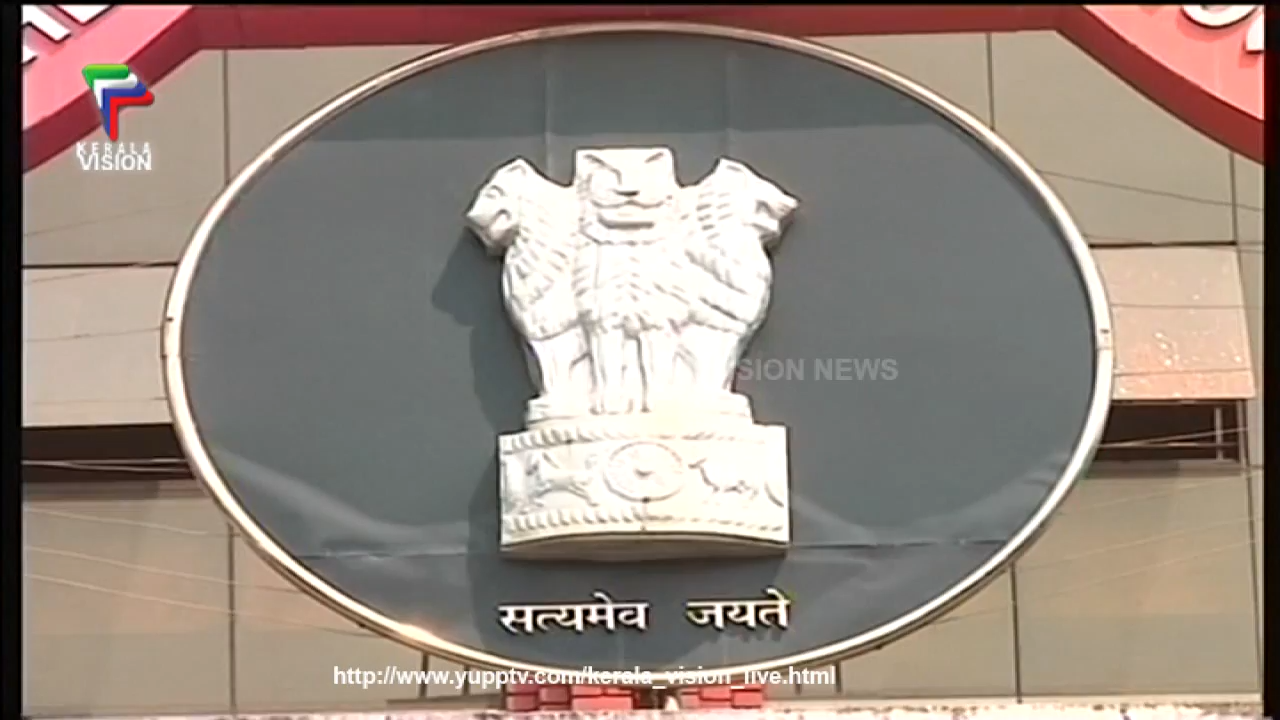 KERALA
VISION
SION NEWS
सत्यमेव जयते
http://www.yupptv.com/kerala_vision_live.html